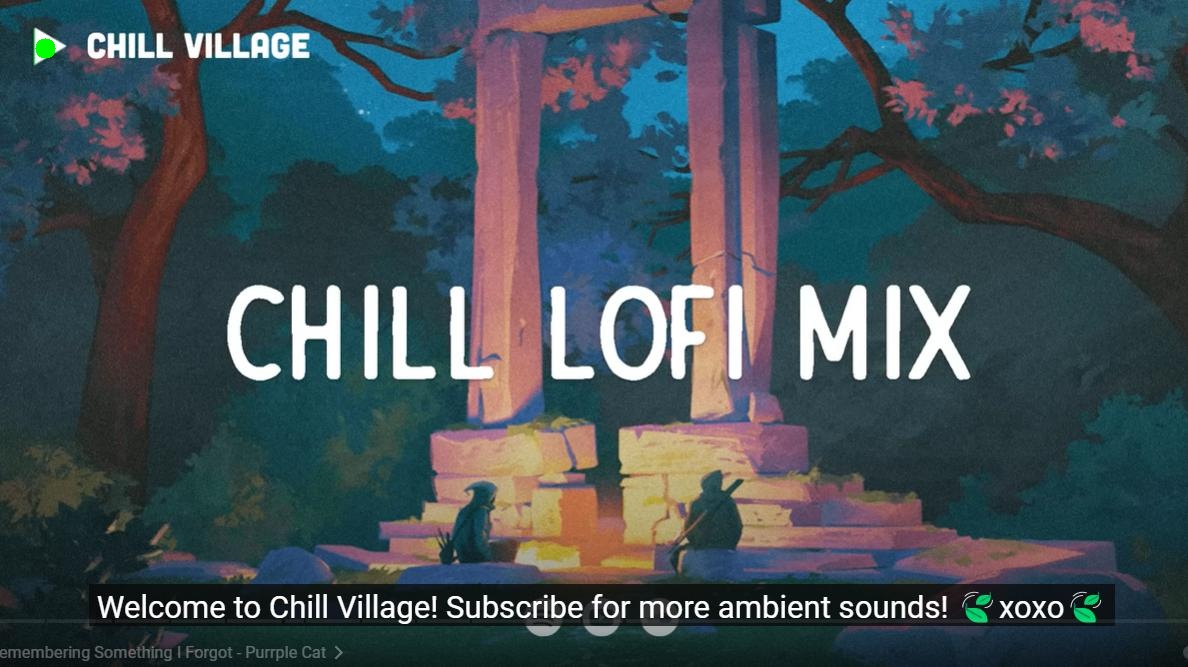 CHILL VILLAGE
CHILL LOFI MIX
Welcome to Chill Village! Subscribe for more ambient sounds! 🍃xoxo🍃
emembering Something I Forgot - Purrple Cat